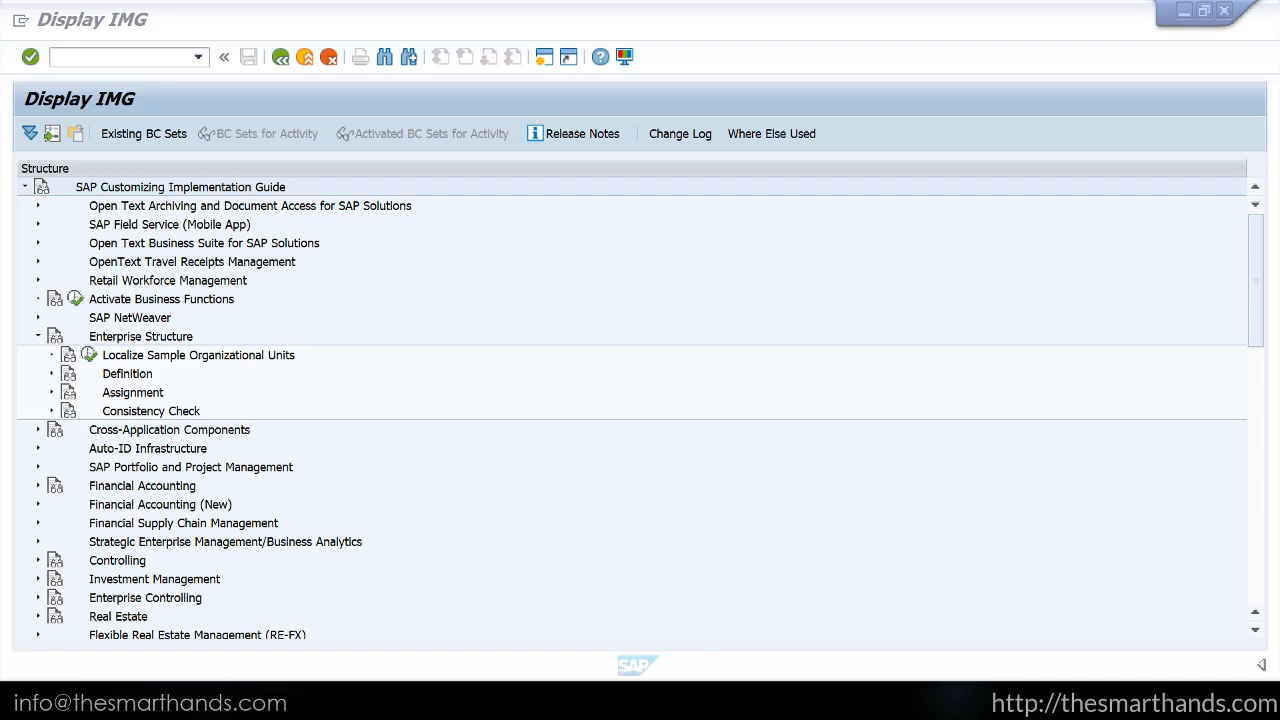 Display IMG
Display IMG
Existing BC Sets BC Sets for Activity Activated BC Sets for Activity Release Notes Change Log Where Else Used
Structure
SAP Customizing Implementation Guide
Open Text Archiving and Document Access for SAP Solutions
SAP Field Service (Mobile App)
Open Text Business Suite for SAP Solutions
OpenText Travel Receipts Management
Retail Workforce Management
Activate Business Functions
SAP NetWeaver
Enterprise Structure
Localize Sample Organizational Units
Definition
Assignment
Consistency Check
Cross-Application Components
Auto-ID Infrastructure
SAP Portfolio and Project Management
Financial Accounting
Financial Accounting (New)
Financial Supply Chain Management
Strategic Enterprise Management/Business Analytics
Controlling
Investment Management
Enterprise Controlling
Real Estate
Flexible Real Estate Management (RE-FX)
SAP
info@thesmarthands.com http://thesmarthands.com